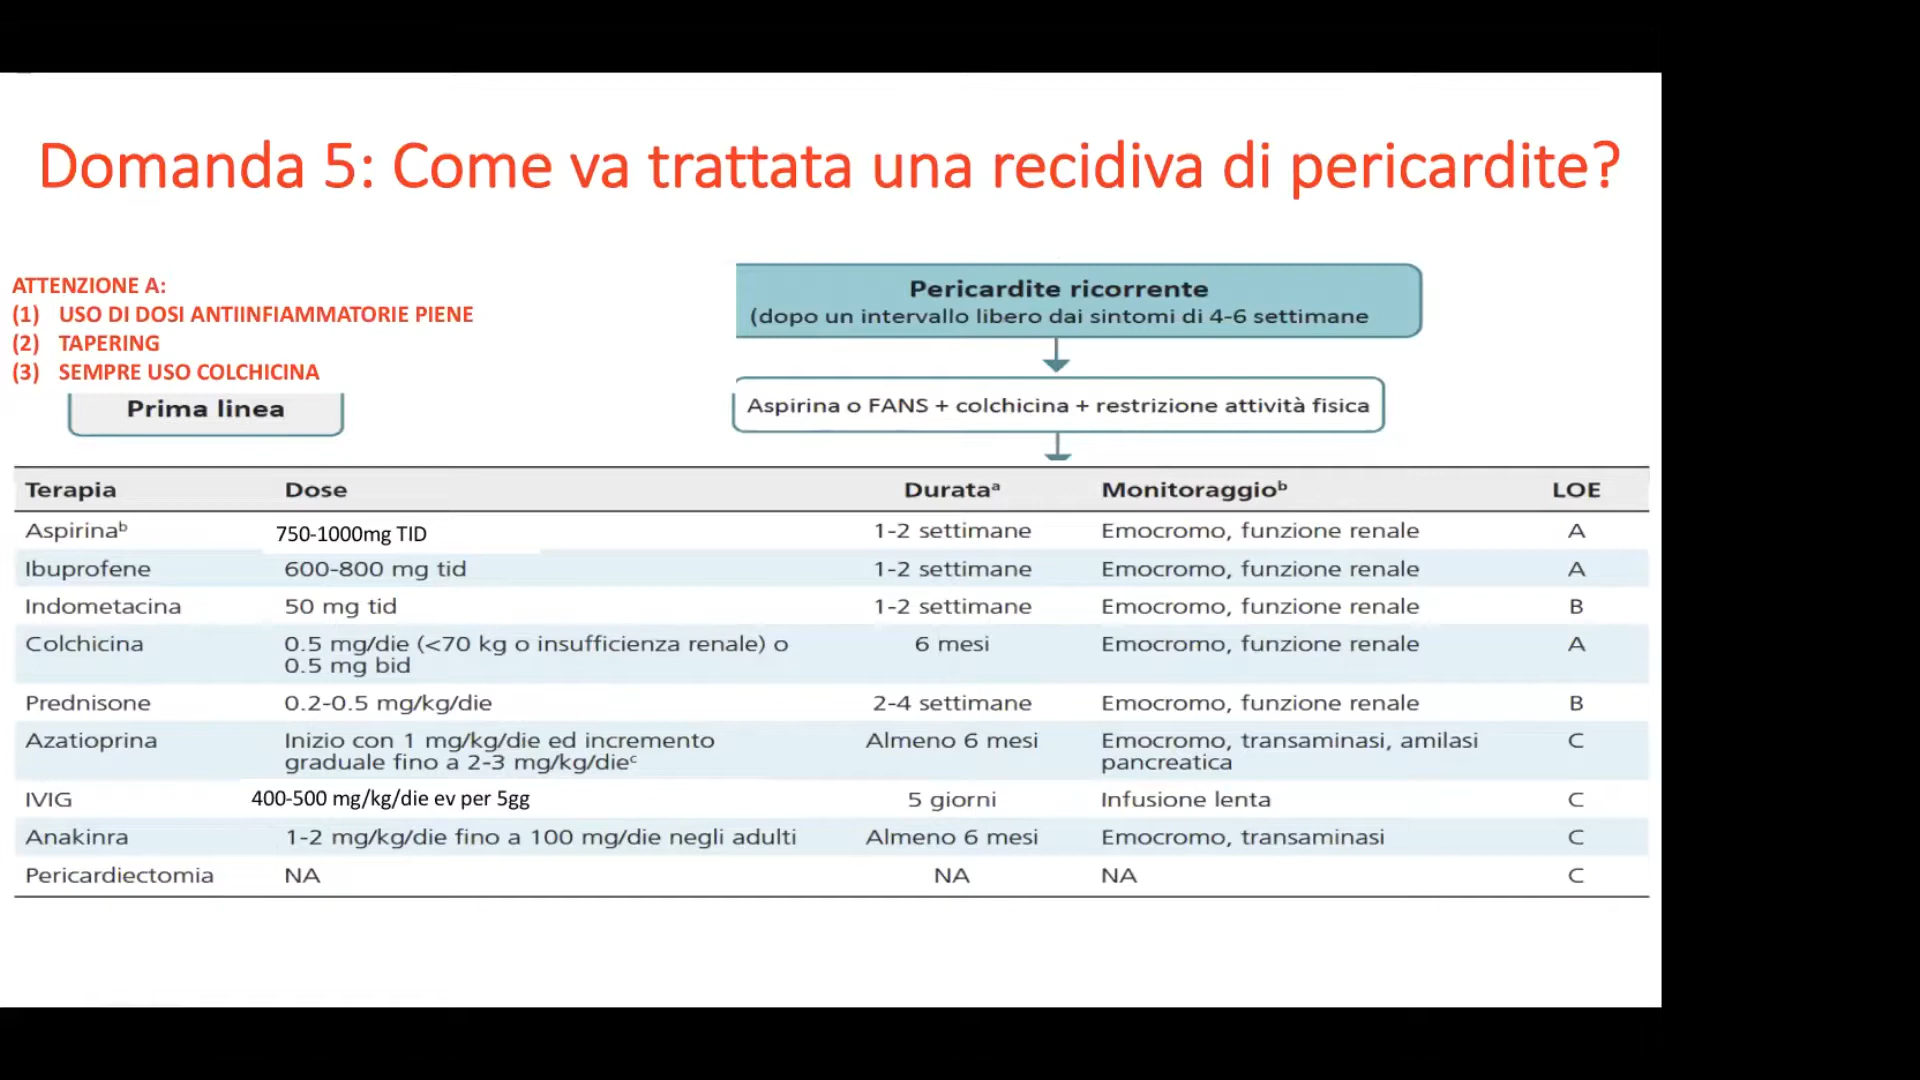 Domanda 5: Come va trattata una recidiva di pericardite?
ATTENZIONE A:
(1) USO DI DOSI ANTIINFIAMMATORIE PIENE
(2) TAPERING
(3) SEMPRE USO COLCHICINA
Prima linea
Pericardite ricorrente
(dopo un intervallo libero dai sintomi di 4-6 settimane
Aspirina o FANS + colchicina + restrizione attività fisica
Terapia Dose Durataᵃ Monitoraggioᵇ LOE
Aspirinaᵇ 750-1000mg TID 1-2 settimane Emocromo, funzione renale A
Ibuprofene 600-800 mg tid 1-2 settimane Emocromo, funzione renale A
Indometacina 50 mg tid 1-2 settimane Emocromo, funzione renale B
Colchicina 0.5 mg/die (<70 kg o insufficienza renale) o 6 mesi Emocromo, funzione renale A
0.5 mg bid
Prednisone 0.2-0.5 mg/kg/die 2-4 settimane Emocromo, funzione renale B
Azatioprina Inizio con 1 mg/kg/die ed incremento Almeno 6 mesi Emocromo, transaminasi, amilasi C
graduale fino a 2-3 mg/kg/dieᶜ pancreatica
IVIG 400-500 mg/kg/die ev per 5gg 5 giorni Infusione lenta C
Anakinra 1-2 mg/kg/die fino a 100 mg/die negli adulti Almeno 6 mesi Emocromo, transaminasi C
Pericardiectomia NA NA NA C